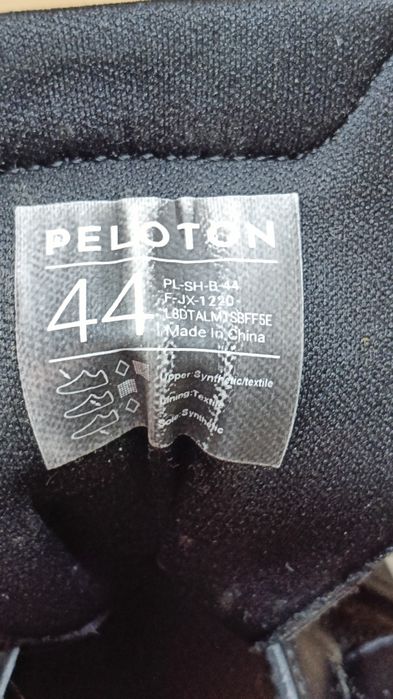 PELOTON
44
PL-SH-B-44
F-JX-1220-
Made In China
Upper:Synthetic/textile
Lining:Textile
Sole:Synthetic